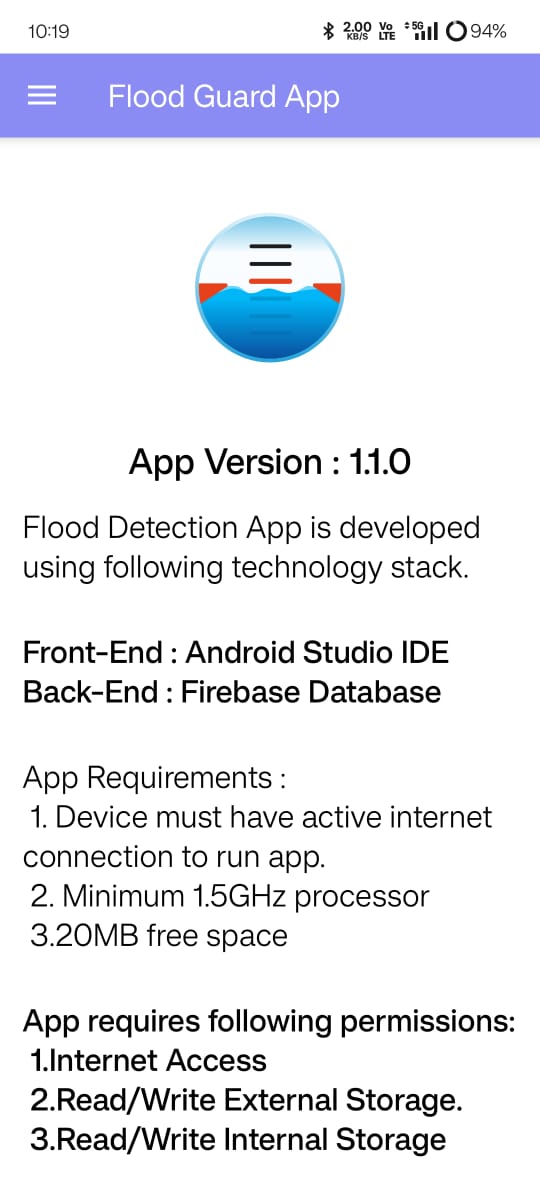 10:19
2.00 KB/S Vo LTE 5G 94%
Flood Guard App
App Version : 1.1.0
Flood Detection App is developed
using following technology stack.
Front-End : Android Studio IDE
Back-End : Firebase Database
App Requirements :
1. Device must have active internet
connection to run app.
2. Minimum 1.5GHz processor
3.20MB free space
App requires following permissions:
1.Internet Access
2.Read/Write External Storage.
3.Read/Write Internal Storage